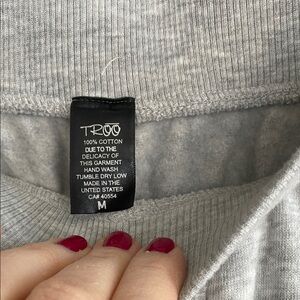 TROO
100% COTTON
DUE TO THE
DELICACY OF
THIS GARMENT
HAND WASH
TUMBLE DRY LOW
MADE IN THE
UNITED STATES
CA# 40554
M